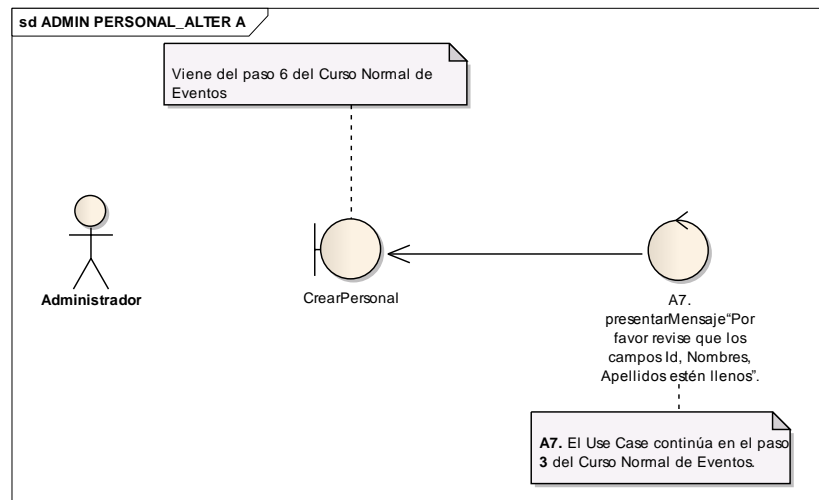 sd ADMIN PERSONAL_ALTER A
Viene del paso 6 del Curso Normal de
Eventos
Administrador
CrearPersonal
A7.
presentarMensaje“Por
favor revise que los
campos Id, Nombres,
Apellidos estén llenos”.
A7. El Use Case continúa en el paso
3 del Curso Normal de Eventos.